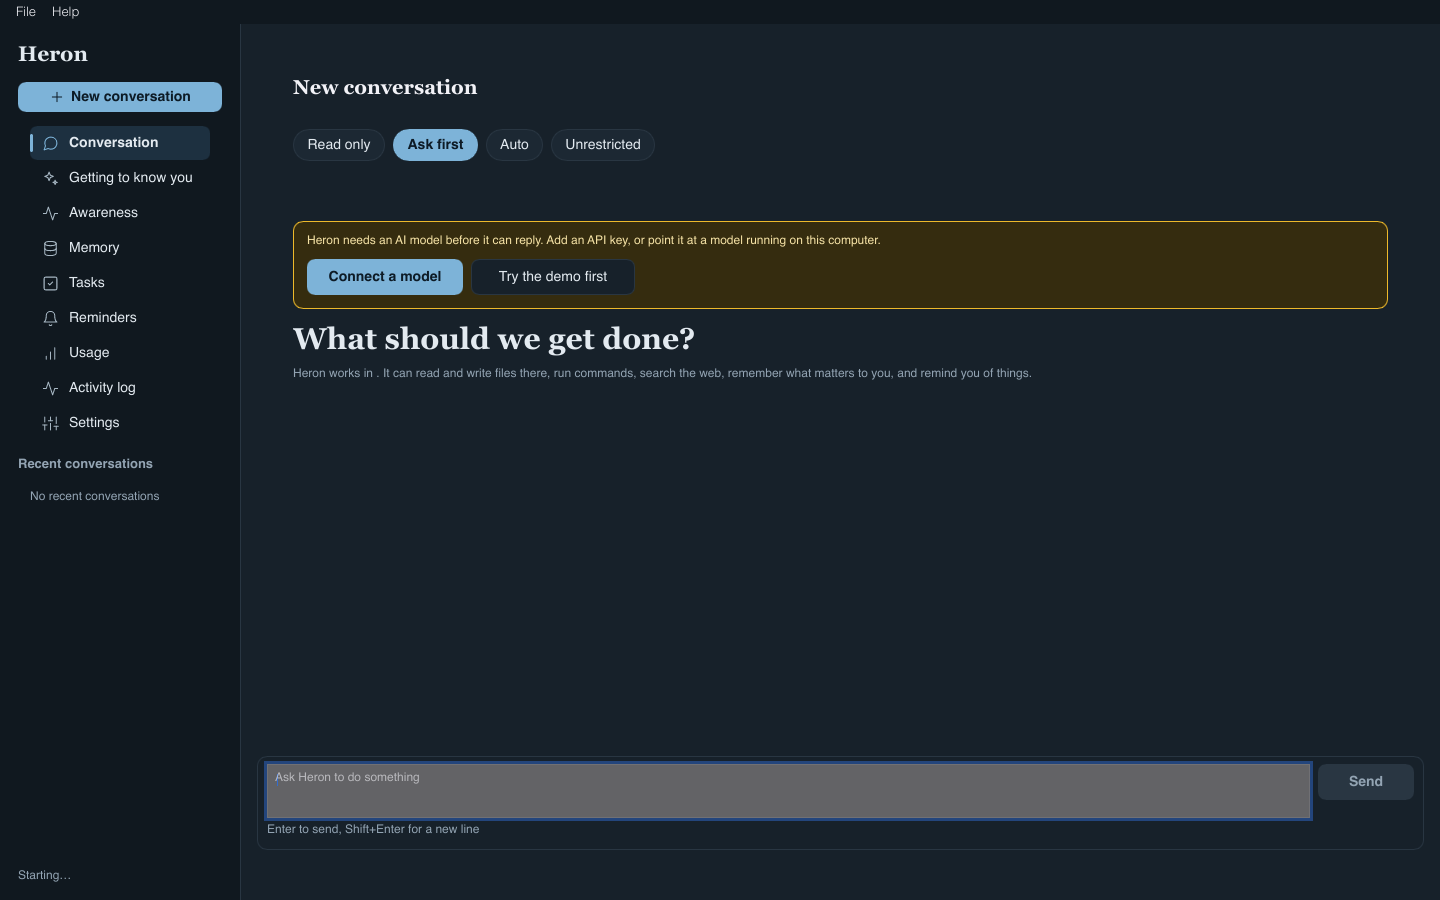 File Help
Heron
New conversation
Conversation
Getting to know you
Awareness
Memory
Tasks
Reminders
Usage
Activity log
Settings
Recent conversations
No recent conversations
Starting…
New conversation
Read only Ask first Auto Unrestricted
Heron needs an AI model before it can reply. Add an API key, or point it at a model running on this computer.
Connect a model Try the demo first
What should we get done?
Heron works in . It can read and write files there, run commands, search the web, remember what matters to you, and remind you of things.
Ask Heron to do something
Send
Enter to send, Shift+Enter for a new line